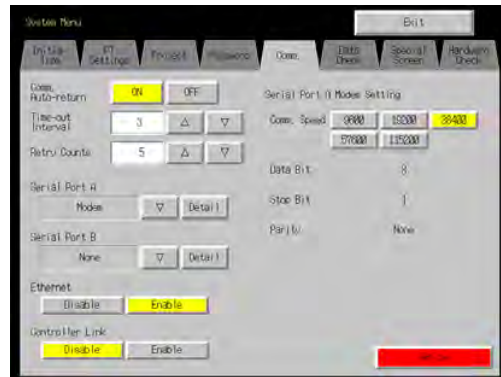 System Menu
Exit
Initialize
PT Settings
Project
Password
Comm.
Data Check
Special Screen
Hardware Check
Comm. Auto-return
ON
OFF
Serial Port A Modem Setting
Time-out Interval
3
△
▽
Comm. Speed
9600
19200
38400
57600
115200
Retry Counts
5
△
▽
Data Bit
8
Serial Port A
Modem
▽
Detail
Stop Bit
1
Serial Port B
None
▽
Detail
Parity
None
Ethernet
Disable
Enable
Controller Link
Disable
Enable